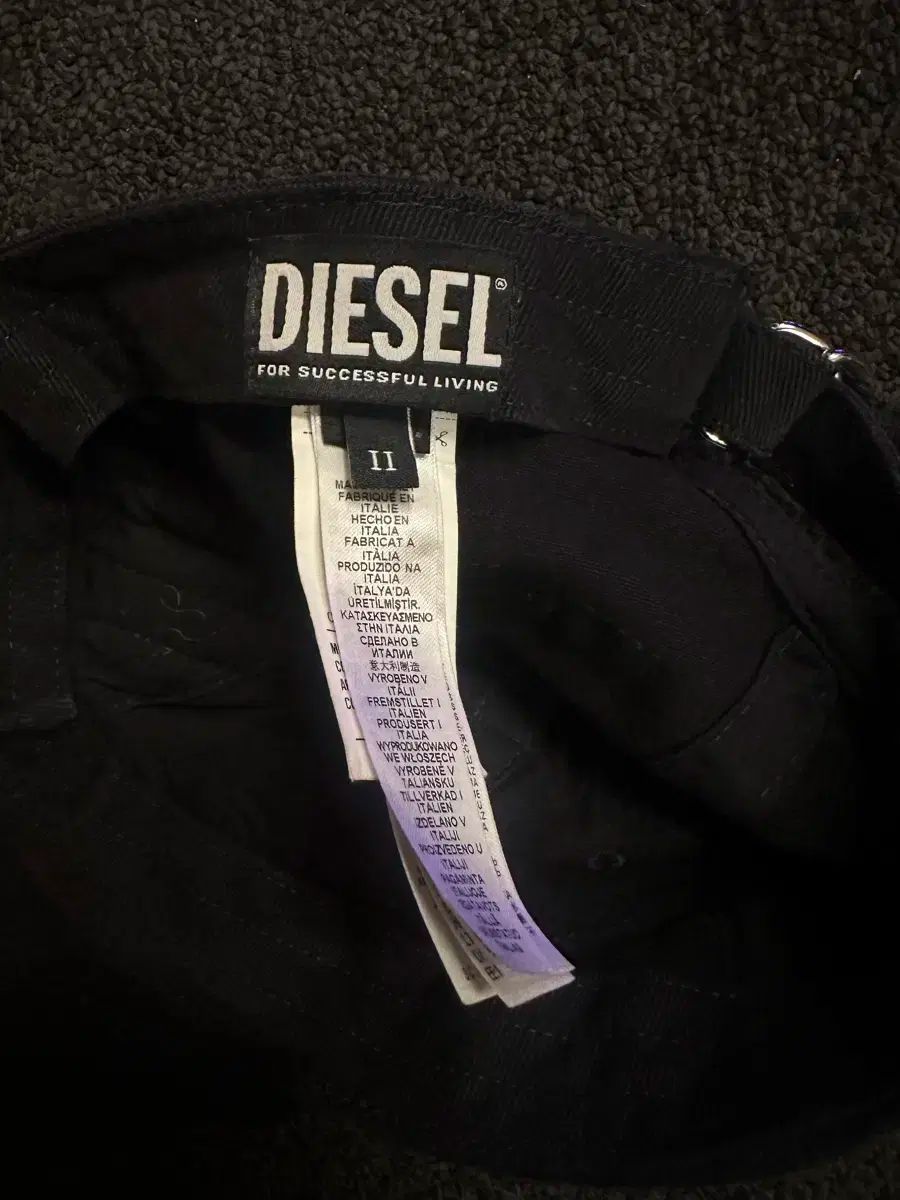 DIESEL®
FOR SUCCESSFUL LIVING
II
FABRIQUE EN
ITALIE
HECHO EN
ITALIA
FABRICAT A
ITÀLIA
PRODUZIDO NA
ITALIA
İTALYA'DA
ÜRETİLMİŞTİR.
ΚΑΤΑΣΚΕΥΑΣΜΕΝΟ
ΣΤΗΝ ΙΤΑΛΙΑ
СДЕЛАНО В
ИТАЛИИ
意大利制造
VYROBENO V
ITÁLII
FREMSTILLET I
ITALIEN
PRODUSERT I
ITALIA
WYPRODUKOWANO
WE WŁOSZECH
VYROBENÉ V
TALIANSKU
TILLVERKAD I
ITALIEN
IZDELANO V
ITALIJI
PROIZVEDENO U
ITALIJI
PAGAMINTA
ITALIJOJE